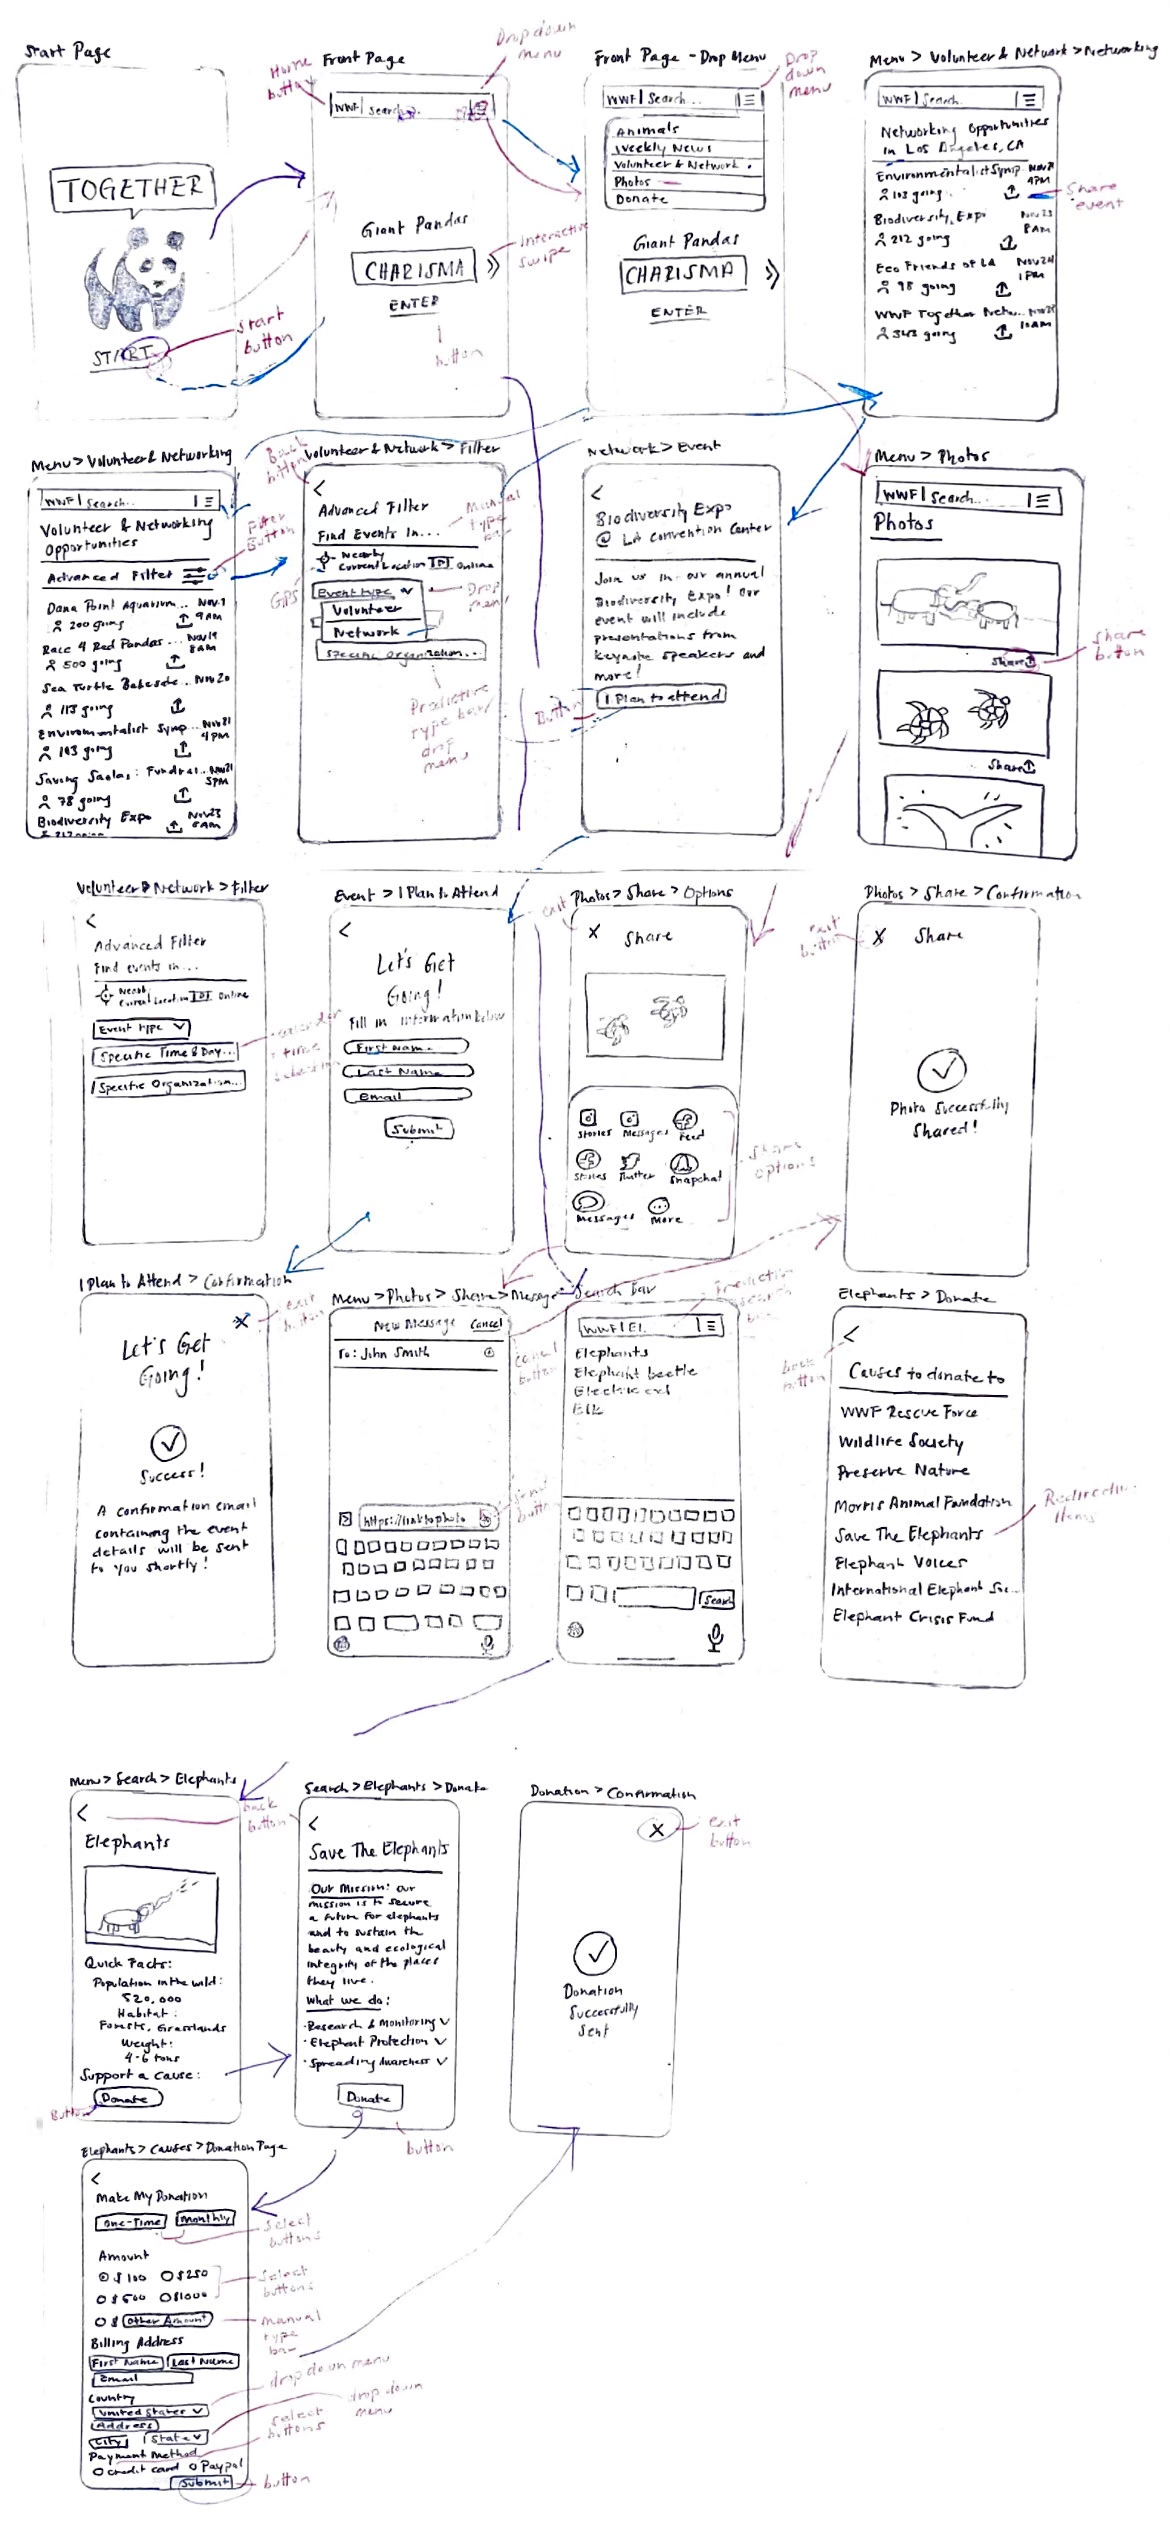 Start Page
TOGETHER
START
Start
button
Home
button
Front Page
Dropdown
menu
WWF Search..
Giant Pandas
CHARISMA
Interactive
swipe
ENTER
button
Front Page - Drop Menu
Drop
down
menu
WWF Search...
Animals
Weekly News
Volunteer & Network
Photos
Donate
Giant Pandas
CHARISMA
ENTER
Menu > Volunteer & Network > Networking
WWF Search..
Networking Opportunities
in Los Angeles, CA
Environmentalist Symp. Nov 21
4PM
103 going
Share
event
Biodiversity Expo Nov 23
8AM
212 going
Eco Friends of LA Nov 24
1PM
98 going
WWF Together Netw...
343 going 10AM
Menu > Volunteer & Networking
WWF Search..
Volunteer & Networking
Opportunities
Advanced Filter
Filter
Button
Dana Point Aquarium... Nov 1
200 going 9AM
Race 4 Red Pandas ... Nov 19
500 going 8AM
Sea Turtle ... Nov 20
113 going
Environmentalist Symp... Nov 21
103 going 4PM
Saving Saolas: Fundrai... Nov 21
5PM
78 going
Biodiversity Expo Nov 23
8AM
Back
button
Volunteer & Network > Filter
Advanced Filter
Find Events In...
Manual
type
bar
Nearby
Current Location Online
GPS
Event type
Drop
menu
Volunteer
Network
Specific Organization...
Predictive
type bar/
drop
menu
Network > Event
Biodiversity Expo
@ LA Convention Center
Join us in our annual
Biodiversity Expo! Our
event will include
presentations from
keynote speakers and
more!
I Plan to attend
Button
Menu > Photos
WWF Search...
Photos
Share
share
button
Share
Volunteer & Network > Filter
Advanced Filter
Find events in...
Nearby
Current Location Online
Event type
Specific Time & Day...
Specific Organization...
calendar
+ time
selection
Event > I Plan to Attend
Let's Get
Going!
Fill in information below
First Name
Last Name
Email
Submit
exit
Photos > Share > Options
X Share
Stories Messages Feed
Stories Twitter Snapchat
Messages More
Share
options
Photos > Share > Confirmation
exit
button
X Share
Photo Successfully
Shared!
I Plan to Attend > Confirmation
exit
button
Let's Get
Going!
Success!
A confirmation email
containing the event
details will be sent
to you shortly!
Menu > Photos > Share > Message
New Message Cancel
To: John Smith
cancel
button
https://linktophoto
send
button
Search bar
Prediction
search
bar
WWF El
Elephants
Elephant beetle
Electric eel
Elk
Search
Elephants > Donate
back
button
Causes to donate to
WWF Rescue Force
Wildlife Society
Preserve Nature
Morris Animal Foundation
Save The Elephants
Elephant Voices
International Elephant Soc...
Elephant Crisis Fund
Menu > Search > Elephants
back
button
Elephants
Quick Facts:
Population in the wild:
520,000
Habitat:
Forests, Grasslands
Weight:
4-6 tons
Support a Cause:
Donate
Button
Search > Elephants > Donate
Save The Elephants
Our Mission: Our
mission is to secure
a future for elephants
and to sustain the
beauty and ecological
integrity of the places
they live.
What we do:
· Research & Monitoring
· Elephant Protection
· Spreading Awareness
Donate
button
Donation > Confirmation
X
exit
button
Donation
Successfully
Sent
Elephants > Causes > Donation Page
Make My Donation
One-Time Monthly
select
buttons
Amount
$100 $250
$500 $1000
select
buttons
$ Other Amount
manual
type
bar
Billing Address
First Name Last Name
Email
Country
United States
dropdown menu
Address
City State
dropdown
menu
Payment Method
select
buttons
credit card Paypal
Submit
button